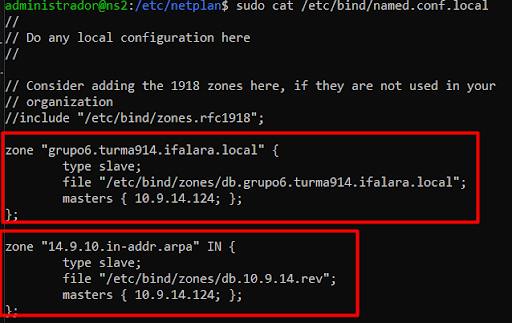 administrador@ns2:/etc/netplan$ sudo cat /etc/bind/named.conf.local
//
// Do any local configuration here
//
// Consider adding the 1918 zones here, if they are not used in your
// organization
//include "/etc/bind/zones.rfc1918";
zone "grupo6.turma914.ifalara.local" {
type slave;
file "/etc/bind/zones/db.grupo6.turma914.ifalara.local";
masters { 10.9.14.124; };
};
zone "14.9.10.in-addr.arpa" IN {
type slave;
file "/etc/bind/zones/db.10.9.14.rev";
masters { 10.9.14.124; };
};